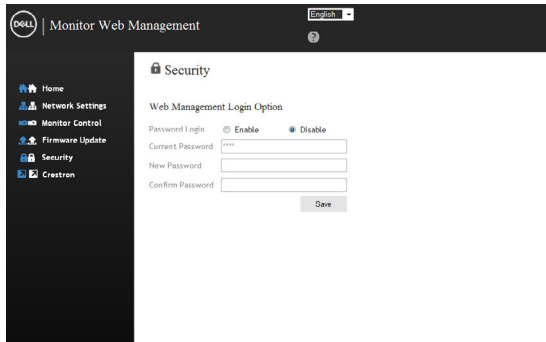 DELL | Monitor Web Management
English
?
Home
Network Settings
Monitor Control
Firmware Update
Security
Crestron
Security
Web Management Login Option
Password Login Enable Disable
Current Password ****
New Password
Confirm Password
Save